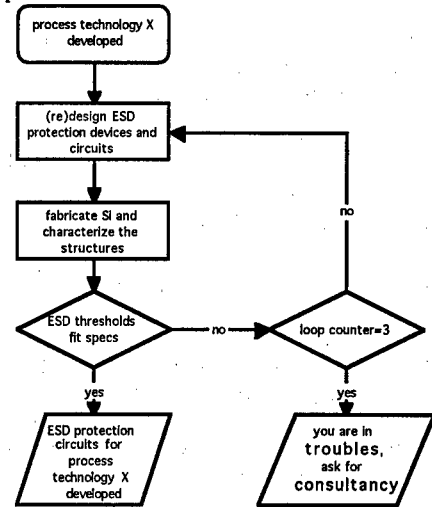 process technology X
developed
(re)design ESD
protection devices and
circuits
fabricate Si and
characterize the
structures
no
ESD thresholds
fit specs
no
loop counter=3
yes
yes
ESD protection
circuits for
process
technology X
developed
you are in
troubles,
ask for
consultancy